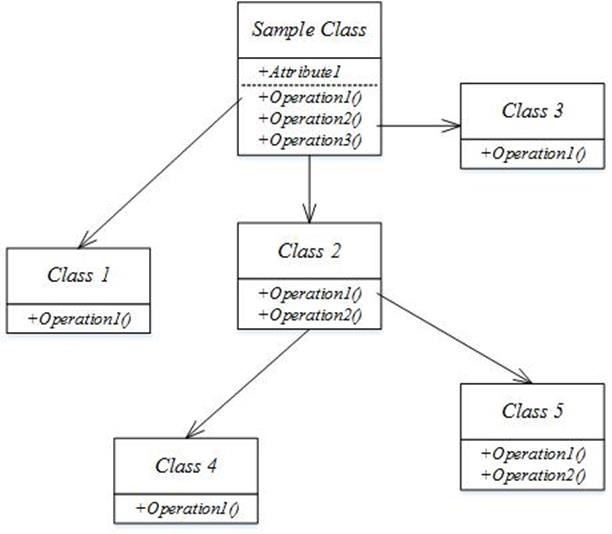 Sample Class
+Attribute1
+Operation1()
+Operation2()
+Operation3()
Class 3
+Operation1()
Class 1
+Operation1()
Class 2
+Operation1()
+Operation2()
Class 4
+Operation1()
Class 5
+Operation1()
+Operation2()